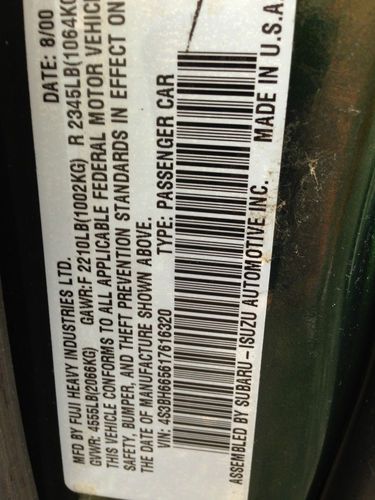 MFD BY FUJI HEAVY INDUSTRIES LTD. DATE: 8/00
GVWR: 4555LB(2066KG) GAWR:F 2210LB(1002KG) R 2345LB(1064KG
THIS VEHICLE CONFORMS TO ALL APPLICABLE FEDERAL MOTOR VEHIC
SAFETY, BUMPER, AND THEFT PREVENTION STANDARDS IN EFFECT ON
THE DATE OF MANUFACTURE SHOWN ABOVE.
VIN: 4S3BH665617616320 TYPE: PASSENGER CAR
ASSEMBLED BY SUBARU-ISUZU AUTOMOTIVE INC. MADE IN U.S.A